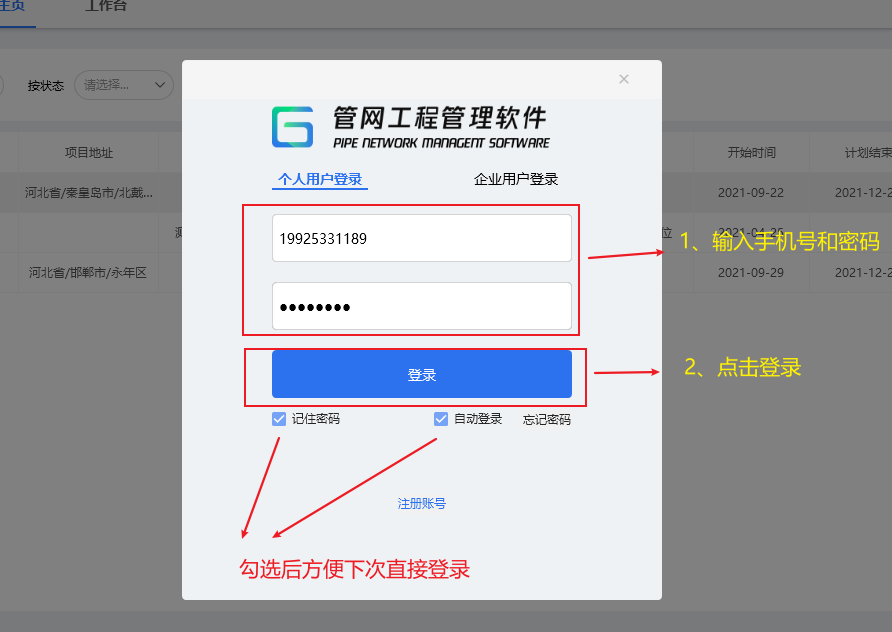 主页
工作台
按状态
请选择...
管网工程管理软件
PIPE NETWORK MANAGENT SOFTWARE
项目地址
开始时间
计划结束
个人用户登录
企业用户登录
河北省/秦皇岛市/北戴...
2021-09-22
2021-12-2
19925331189
1、输入手机号和密码
位
河北省/邯郸市/永年区
2021-09-29
2021-12-2
●●●●●●●●
登录
2、点击登录
记住密码
自动登录
忘记密码
注册账号
勾选后方便下次直接登录